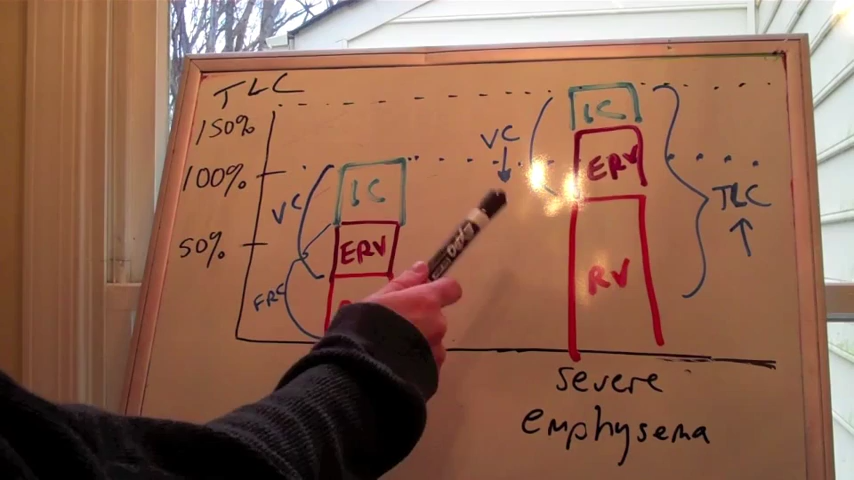 TLC
150%
100%
50%
VC
FRC
IC
ERV
VC ↓
IC
ERV
RV
TLC
↑
severe
emphysema